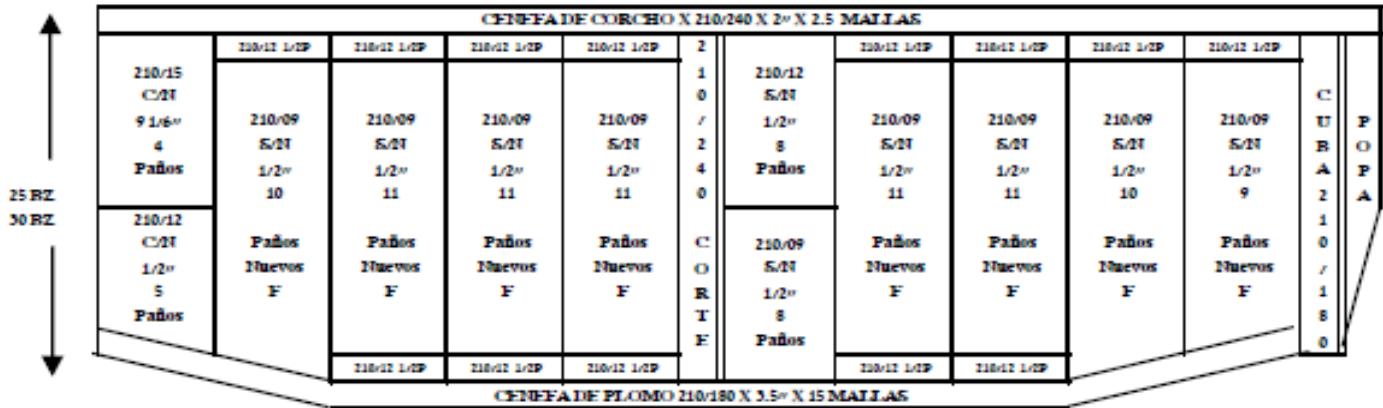 CENEFA DE CORCHO X 210/240 X 2" X 2.5 MALLAS
210/12 1/2P 210/12 1/2P 210/12 1/2P 210/12 1/2P
210/12 1/2P 210/12 1/2P 210/12 1/2P 210/12 1/2P
25 BZ
30 BZ
210/15
C/N
9 1/6"
4
Paños
210/12
C/N
1/2"
5
Paños
210/09
S/N
1/2"
10
Paños
Nuevos
F
210/09
S/N
1/2"
11
Paños
Nuevos
F
210/09
S/N
1/2"
11
Paños
Nuevos
F
210/09
S/N
1/2"
11
Paños
Nuevos
F
210/240 CORTE
210/12
S/N
1/2"
8
Paños
210/09
S/N
1/2"
8
Paños
210/09
S/N
1/2"
11
Paños
Nuevos
F
210/09
S/N
1/2"
11
Paños
Nuevos
F
210/09
S/N
1/2"
10
Paños
Nuevos
F
210/09
S/N
1/2"
9
Paños
Nuevos
F
CUBA 210/180
POPA
210/12 1/2P 210/12 1/2P 210/12 1/2P
210/12 1/2P 210/12 1/2P
CENEFA DE PLOMO 210/180 X 3.5" X 15 MALLAS